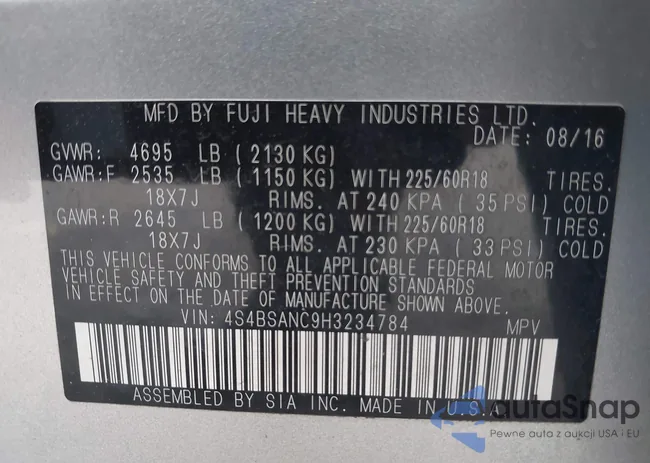 MFD BY FUJI HEAVY INDUSTRIES LTD.
DATE: 08/16
GVWR: 4695 LB ( 2130 KG)
GAWR:F 2535 LB ( 1150 KG) WITH 225/60R18 TIRES.
18X7J RIMS. AT 240 KPA ( 35 PSI) COLD
GAWR:R 2645 LB ( 1200 KG) WITH 225/60R18 TIRES.
18X7J RIMS. AT 230 KPA ( 33 PSI) COLD
THIS VEHICLE CONFORMS TO ALL APPLICABLE FEDERAL MOTOR
VEHICLE SAFETY AND THEFT PREVENTION STANDARDS
IN EFFECT ON THE DATE OF MANUFACTURE SHOWN ABOVE.
VIN: 4S4BSANC9H3234784 MPV
ASSEMBLED BY SIA INC. MADE IN U.S.A.
autaSnap
Pewne auta z aukcji USA i EU